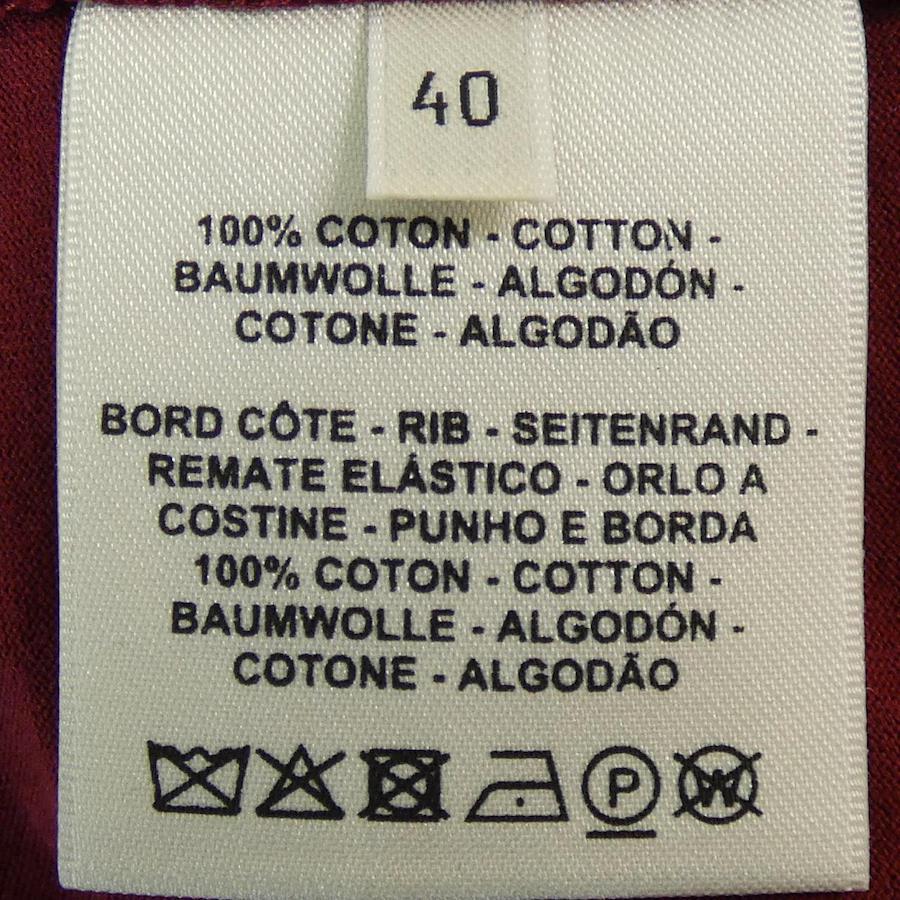 40
100% COTON - COTTON -
BAUMWOLLE - ALGODÓN -
COTONE - ALGODÃO
BORD CÔTE - RIB - SEITENRAND -
REMATE ELÁSTICO - ORLO A
COSTINE - PUNHO E BORDA
100% COTON - COTTON -
BAUMWOLLE - ALGODÓN -
COTONE - ALGODÃO
P W